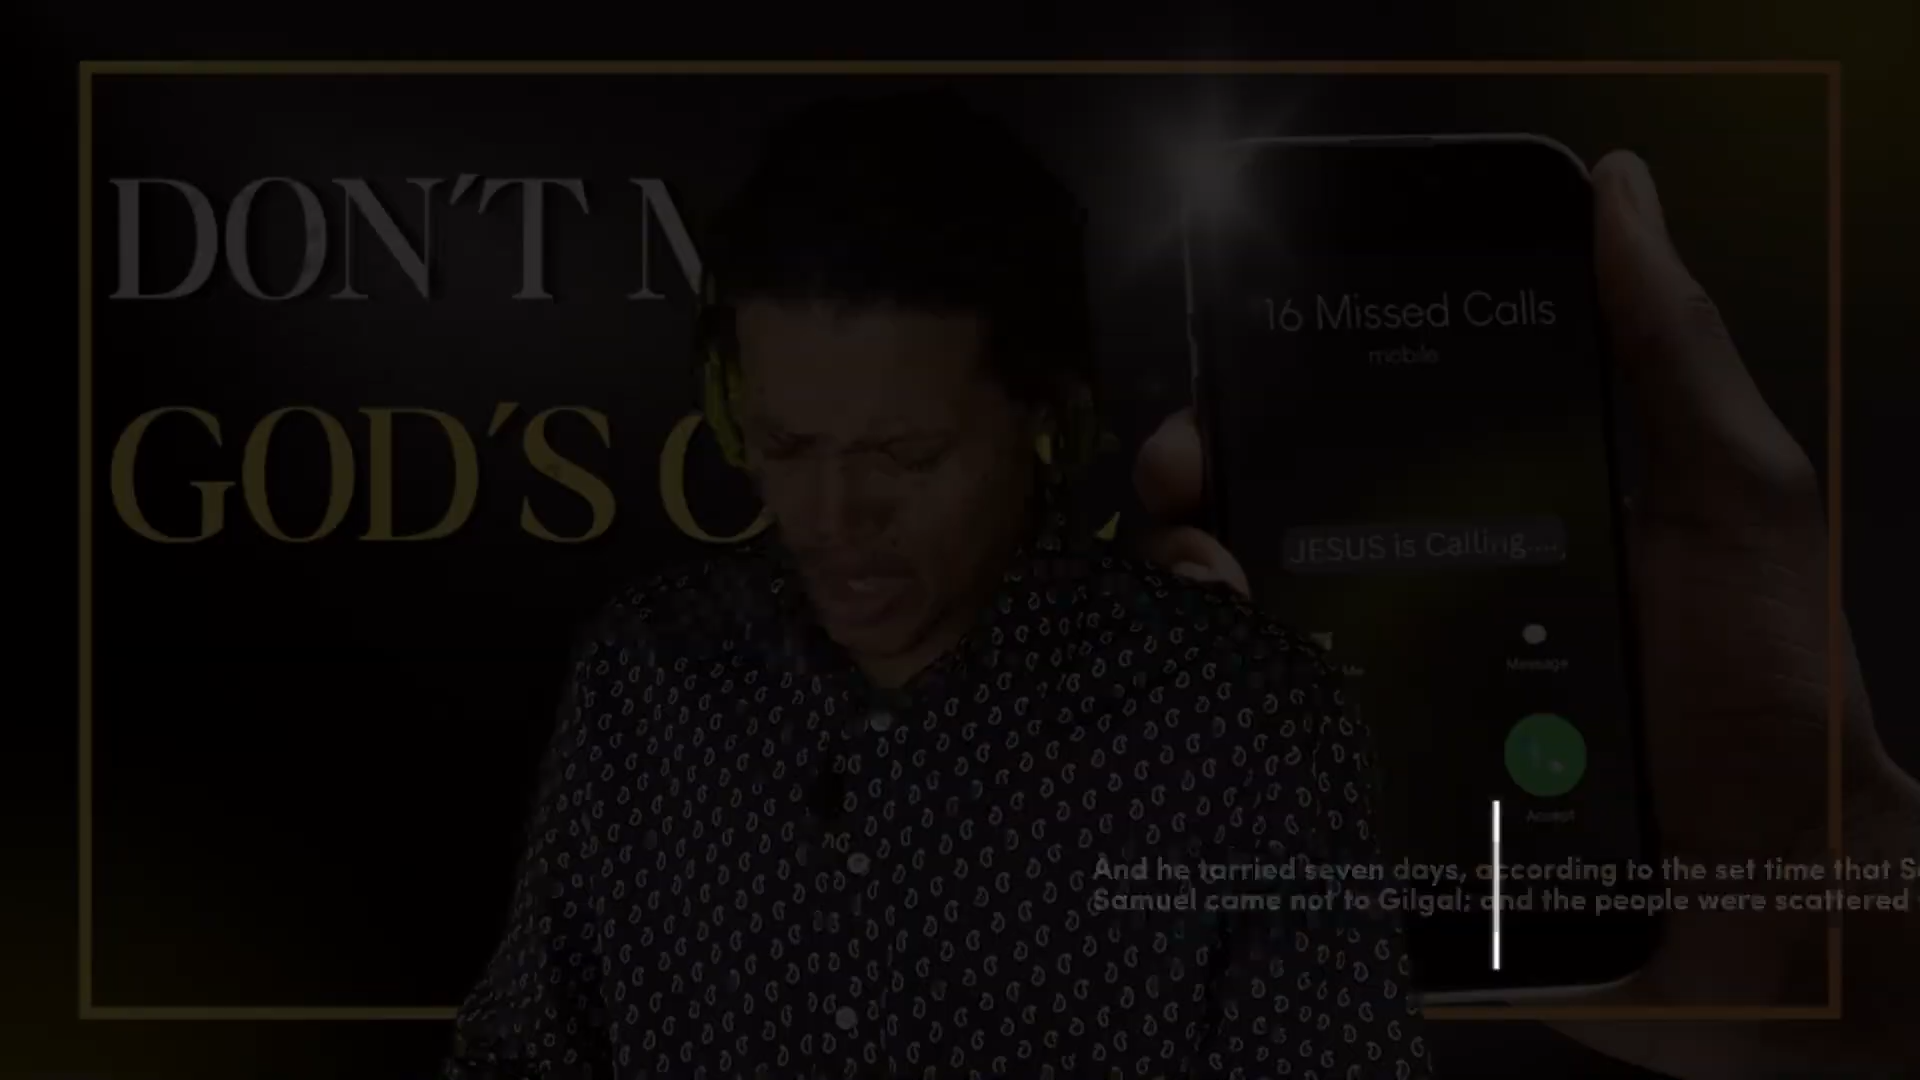 DON'T M
GOD'S
16 Missed Calls
mobile
JESUS is Calling....
Message
Accept
And he tarried seven days, according to the set time that
Samuel came not to Gilgal; and the people were scattered